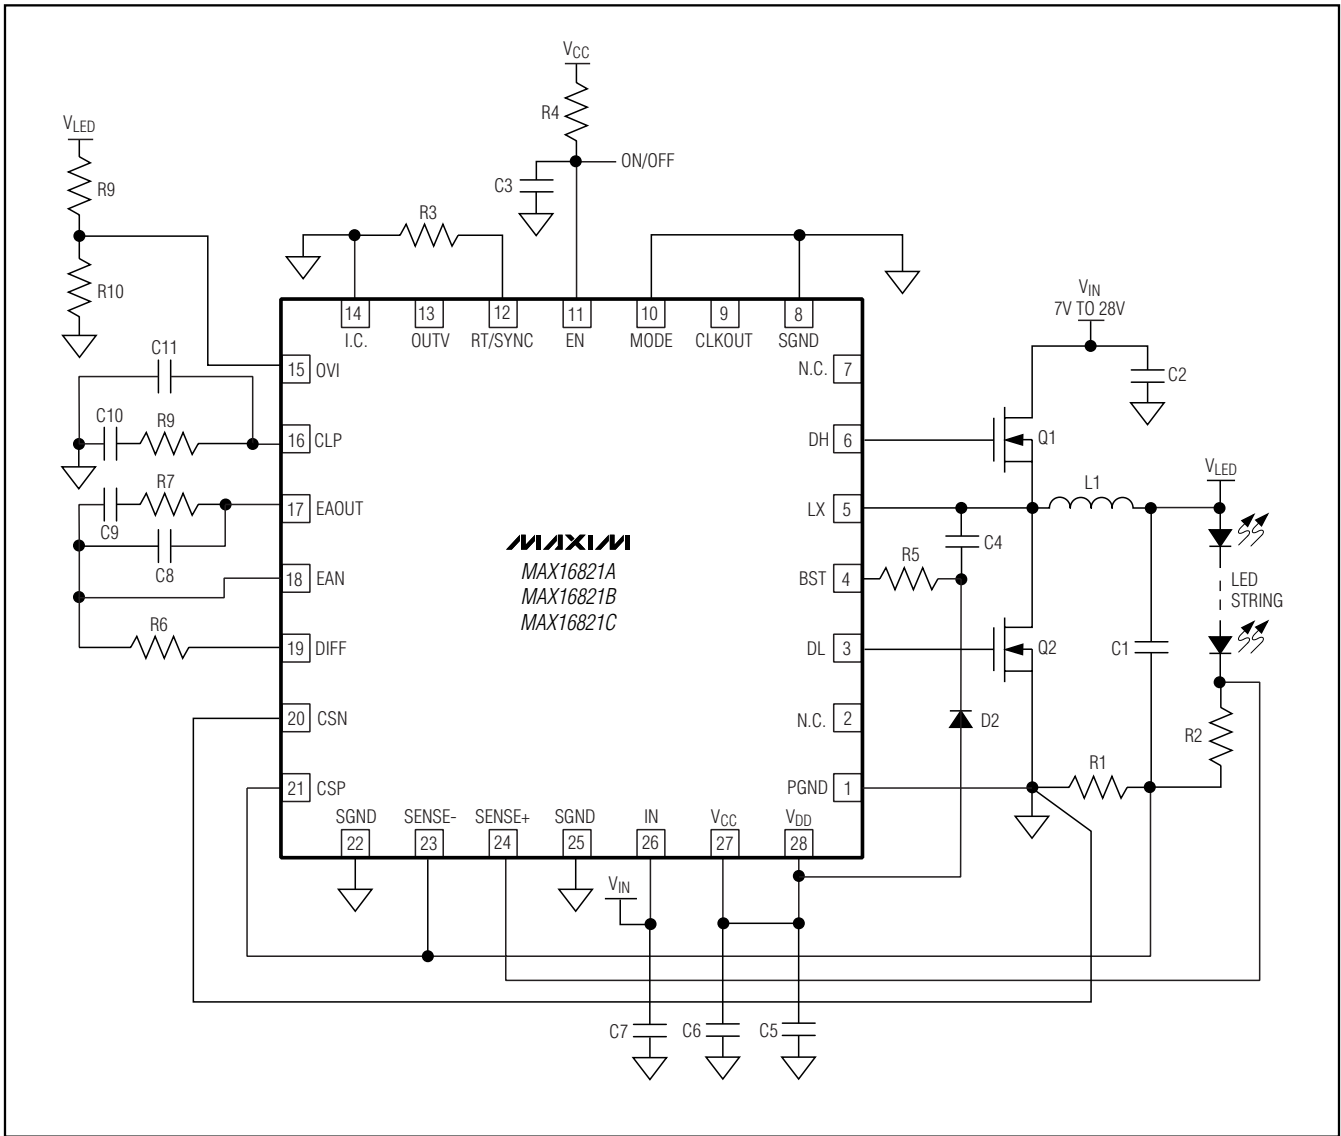 VCC
R4
ON/OFF
C3
VLED
R9
R10
R3
14 13 12 11 10 9 8
I.C. OUTV RT/SYNC EN MODE CLKOUT SGND
VIN
7V TO 28V
C2
C11
15 OVI
N.C. 7
C10 R9
16 CLP
DH 6
Q1
VLED
L1
R7
C9
C8
17 EAOUT
LX 5
C4
MAXIM
MAX16821A
MAX16821B
MAX16821C
18 EAN
BST 4
R5
LED
STRING
R6
19 DIFF
DL 3
Q2
C1
20 CSN
N.C. 2
D2
R2
21 CSP
PGND 1
R1
SGND SENSE- SENSE+ SGND IN VCC VDD
22 23 24 25 26 27 28
VIN
C7 C6 C5